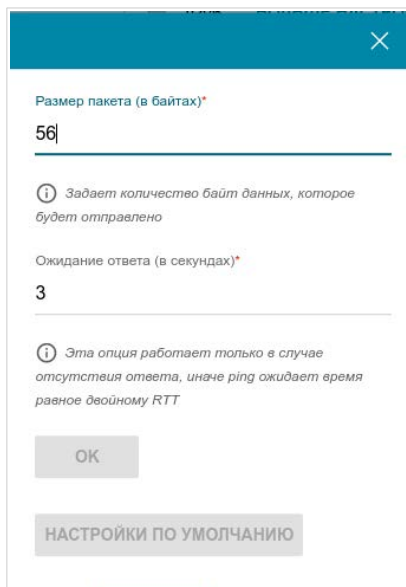 Размер пакета (в байтах)*
56
Задает количество байт данных, которое
будет отправлено
Ожидание ответа (в секундах)*
3
Эта опция работает только в случае
отсутствия ответа, иначе ping ожидает время
равное двойному RTT
OK
НАСТРОЙКИ ПО УМОЛЧАНИЮ